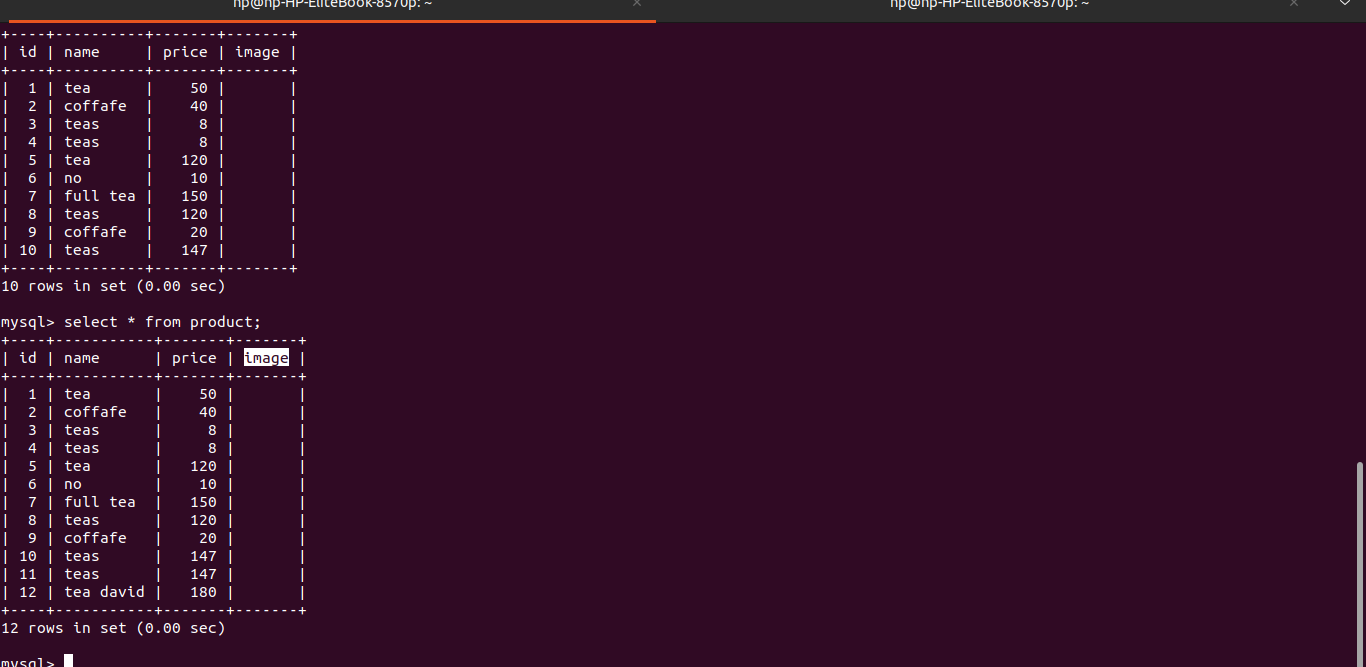 hp@hp-HP-EliteBook-8570p: ~ × hp@hp-HP-EliteBook-8570p: ~ ×
+----+----------+-------+-------+
| id | name     | price | image |
+----+----------+-------+-------+
|  1 | tea      |    50 |       |
|  2 | coffafe  |    40 |       |
|  3 | teas     |     8 |       |
|  4 | teas     |     8 |       |
|  5 | tea      |   120 |       |
|  6 | no       |    10 |       |
|  7 | full tea |   150 |       |
|  8 | teas     |   120 |       |
|  9 | coffafe  |    20 |       |
| 10 | teas     |   147 |       |
+----+----------+-------+-------+
10 rows in set (0.00 sec)
mysql> select * from product;
+----+-----------+-------+-------+
| id | name      | price | image |
+----+-----------+-------+-------+
|  1 | tea       |    50 |       |
|  2 | coffafe   |    40 |       |
|  3 | teas      |     8 |       |
|  4 | teas      |     8 |       |
|  5 | tea       |   120 |       |
|  6 | no        |    10 |       |
|  7 | full tea  |   150 |       |
|  8 | teas      |   120 |       |
|  9 | coffafe   |    20 |       |
| 10 | teas      |   147 |       |
| 11 | teas      |   147 |       |
| 12 | tea david |   180 |       |
+----+-----------+-------+-------+
12 rows in set (0.00 sec)
mysql>